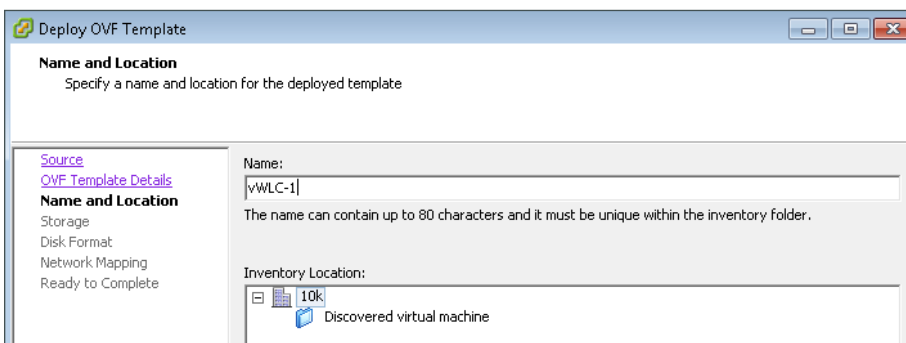 Deploy OVF Template
Name and Location
Specify a name and location for the deployed template
Source
OVF Template Details
Name and Location
Storage
Disk Format
Network Mapping
Ready to Complete
Name:
vWLC-1
The name can contain up to 80 characters and it must be unique within the inventory folder.
Inventory Location:
10k
Discovered virtual machine